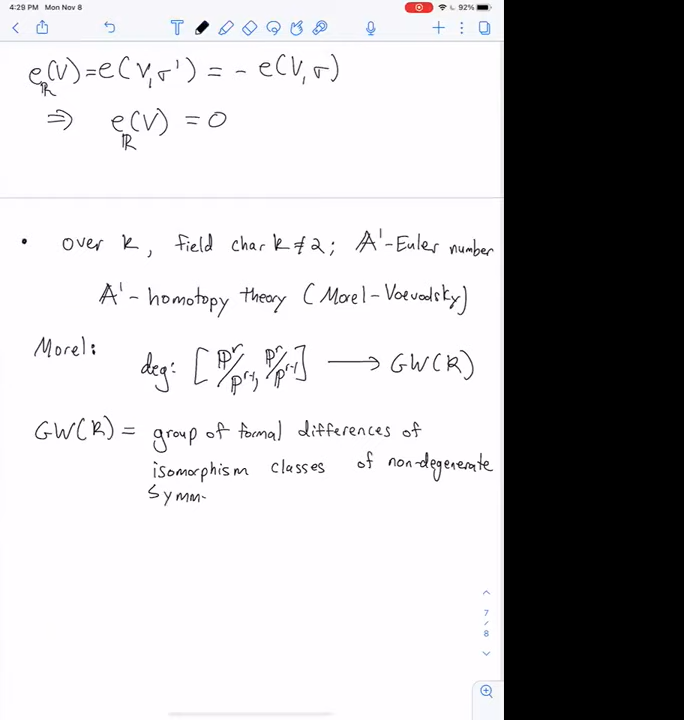 4:29 PM Mon Nov 8
92%
e_ℝ(V) = e(V, σ') = - e(V, σ)
⇒ e_ℝ(V) = 0
• over k, field char k ≠ 2; A¹-Euler number
A¹-homotopy theory (Morel-Voevodsky)
Morel: deg: [P^r/P^{r-1}, P^r/P^{r-1}] → GW(k)
GW(k) = group of formal differences of
isomorphism classes of non-degenerate
Symm-
7
/
8